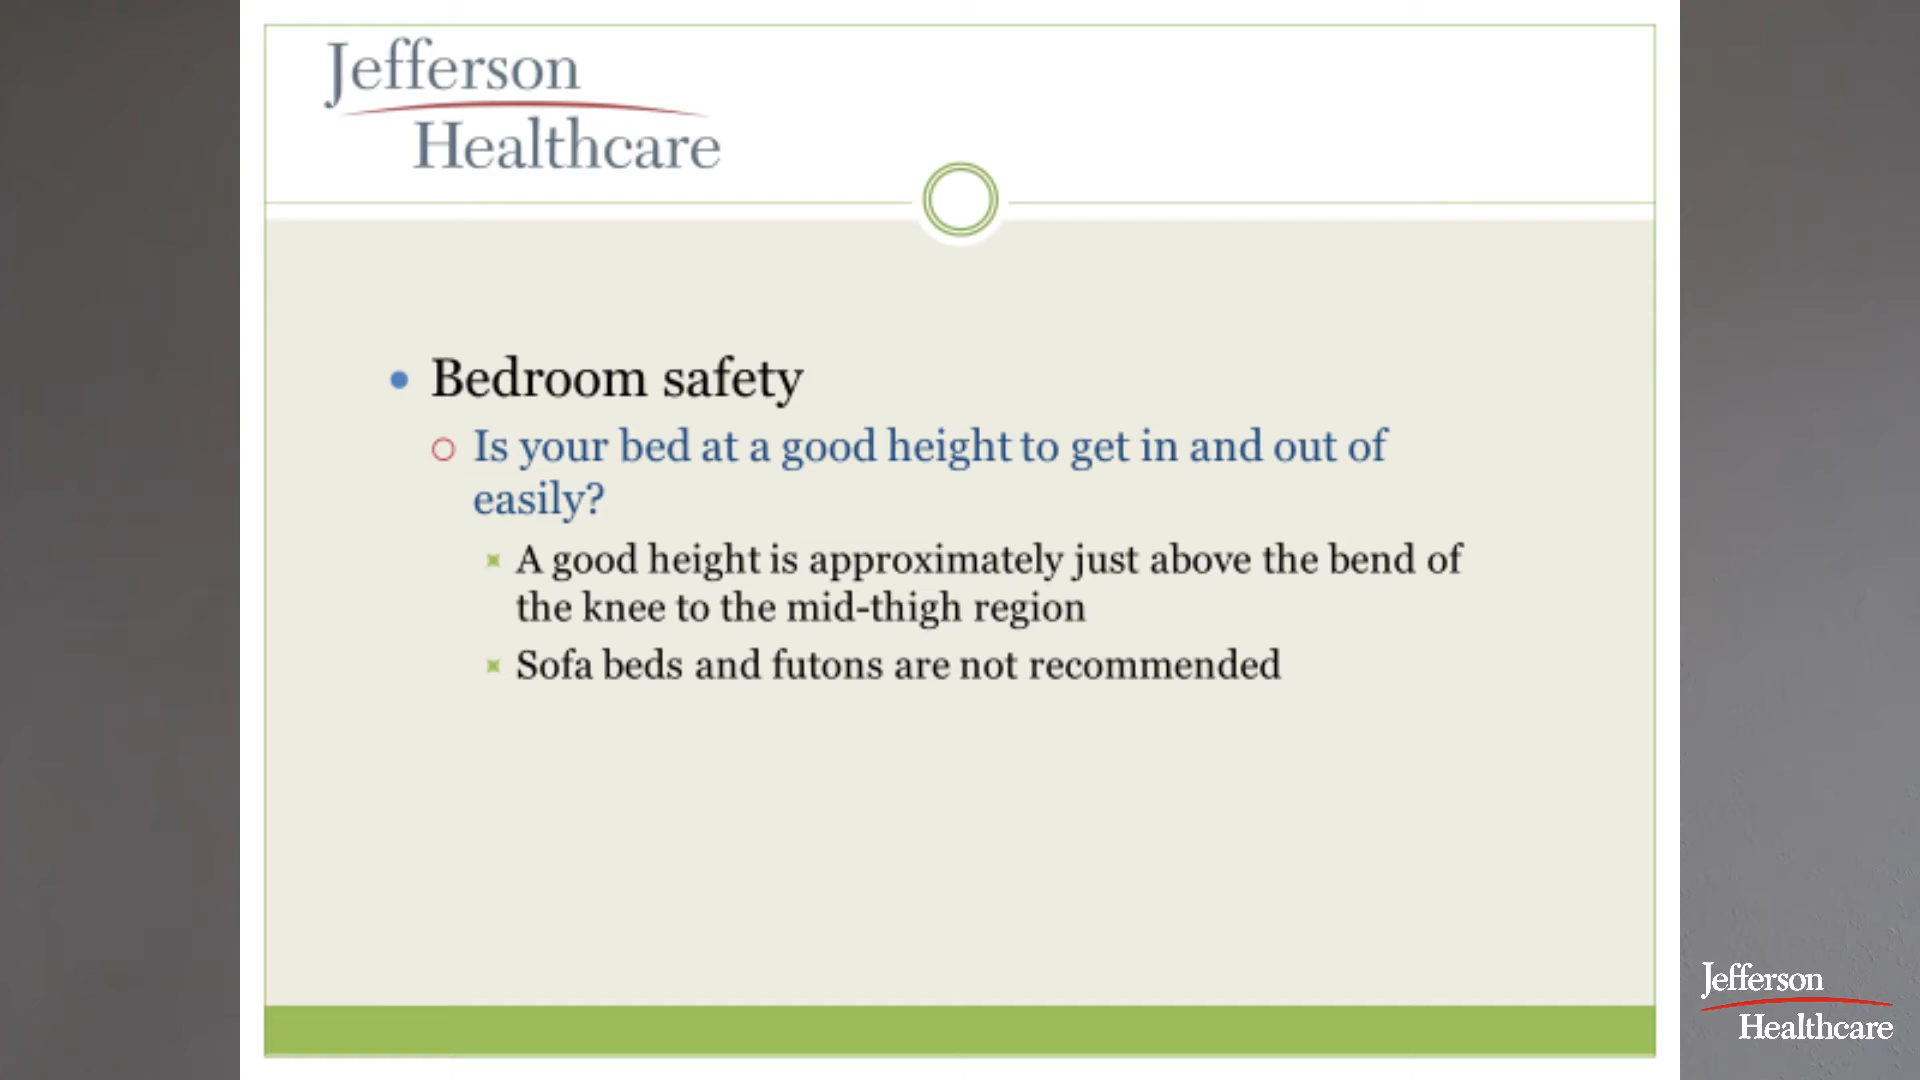 Jefferson
Healthcare
Bedroom safety
Is your bed at a good height to get in and out of
easily?
A good height is approximately just above the bend of
the knee to the mid-thigh region
Sofa beds and futons are not recommended
Jefferson
Healthcare